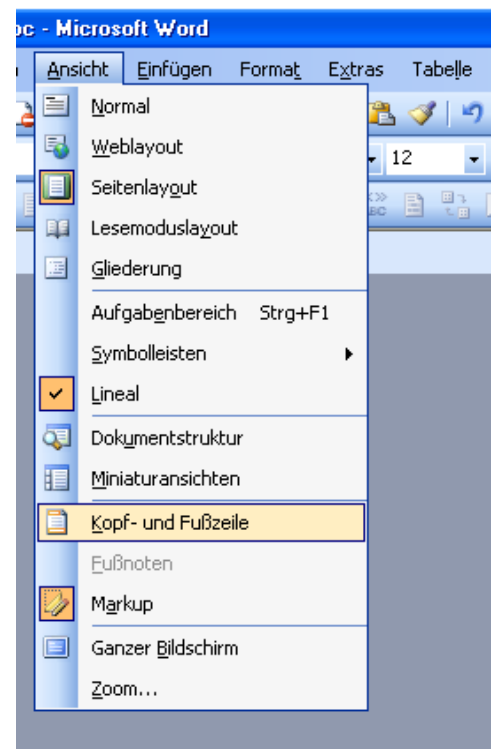 oc - Microsoft Word
Ansicht Einfügen Format Extras Tabelle
Normal
Weblayout
12
Seitenlayout
Lesemoduslayout
Gliederung
Aufgabenbereich Strg+F1
Symbolleisten
Lineal
Dokumentstruktur
Miniaturansichten
Kopf- und Fußzeile
Fußnoten
Markup
Ganzer Bildschirm
Zoom...